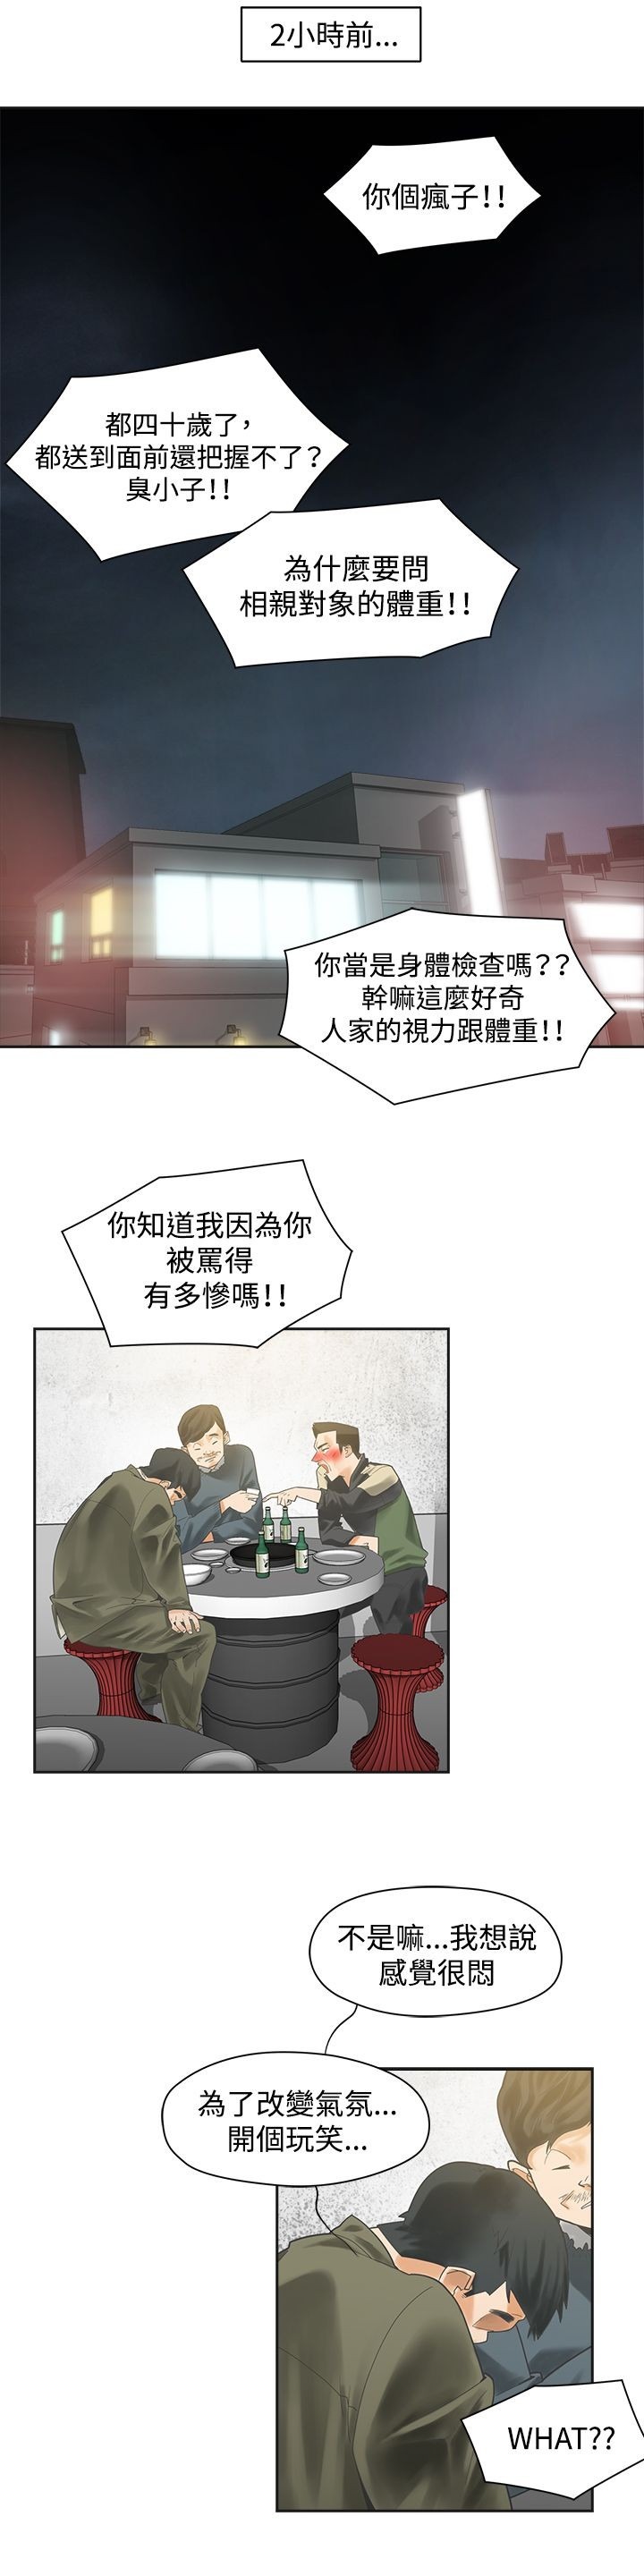 2小時前...
你個瘋子!!
都四十歲了，
都送到面前還把握不了？
臭小子!!
為什麼要問
相親對象的體重!!
你當是身體檢查嗎？？
幹嘛這麼好奇
人家的視力跟體重!!
你知道我因為你
被罵得
有多慘嗎!!
不是嘛...我想說
感覺很悶
為了改變氣氛...
開個玩笑...
WHAT??